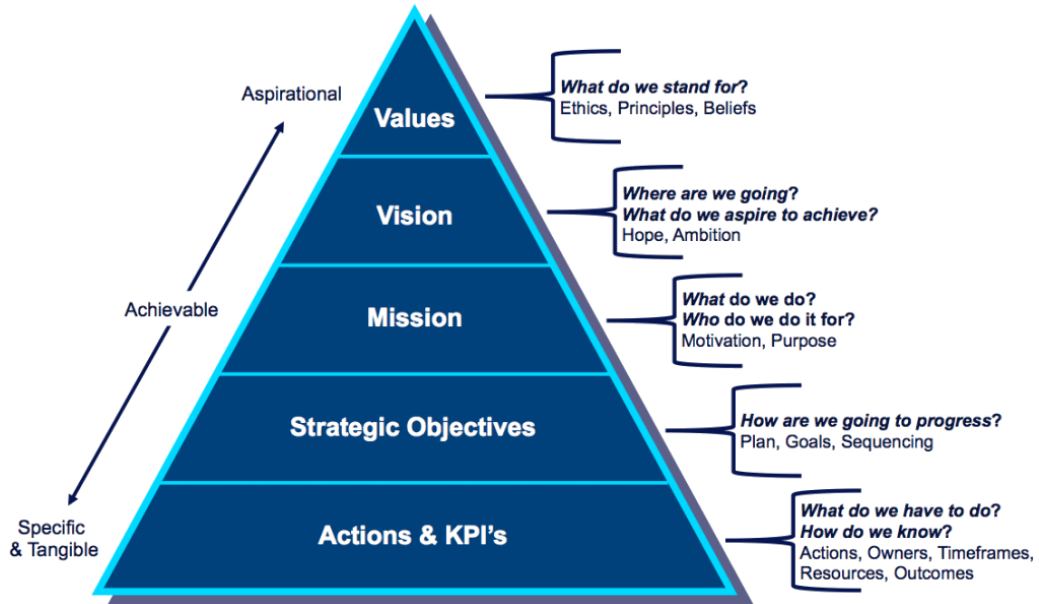 Aspirational
Values
What do we stand for?
Ethics, Principles, Beliefs
Vision
Where are we going?
What do we aspire to achieve?
Hope, Ambition
Achievable
Mission
What do we do?
Who do we do it for?
Motivation, Purpose
Strategic Objectives
How are we going to progress?
Plan, Goals, Sequencing
Specific
& Tangible
Actions & KPI's
What do we have to do?
How do we know?
Actions, Owners, Timeframes,
Resources, Outcomes